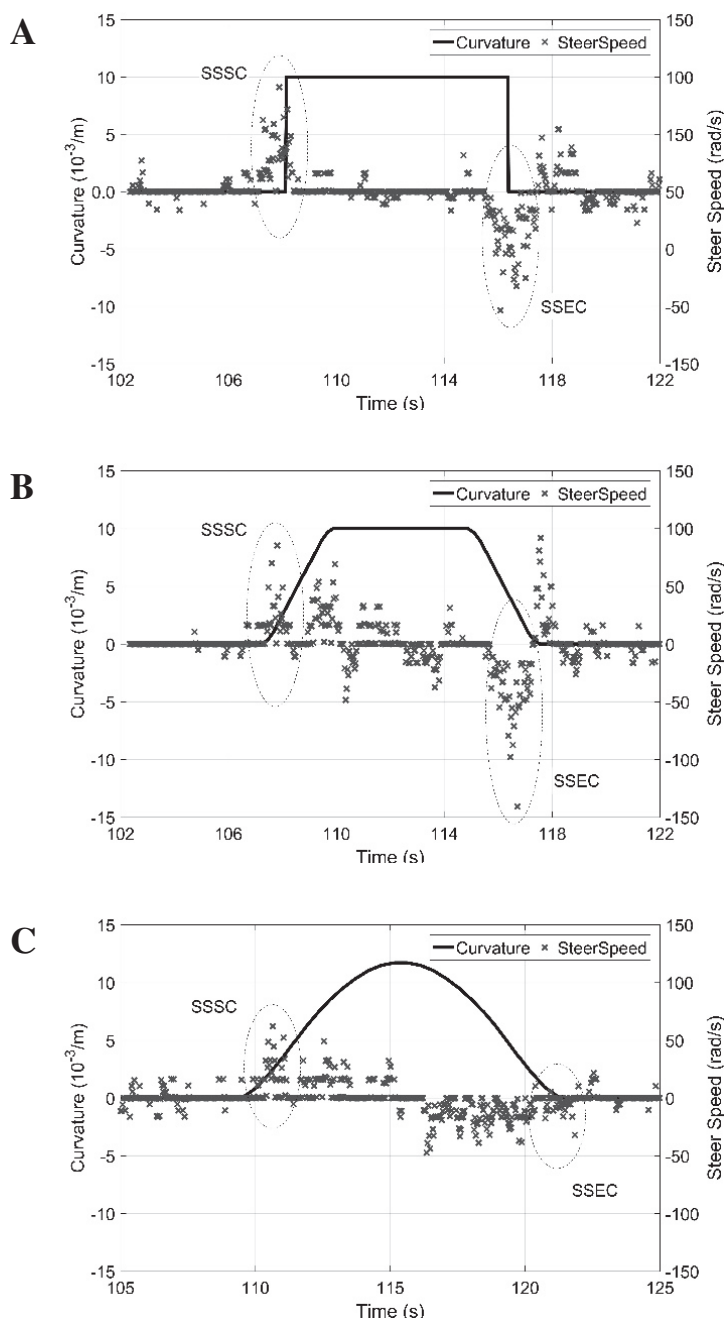 A
15
10
5
0.0
-5
-10
-15
Curvature (10⁻³/m)
Curvature SteerSpeed
SSSC
SSEC
150
100
150
50
0
-50
-150
Steer Speed (rad/s)
102 106 110 114 118 122
Time (s)
B
15
10
5
0
-5
-10
-15
Curvature (10⁻³/m)
Curvature SteerSpeed
SSSC
SSEC
150
100
50
0
-50
-100
-150
Steer Speed (rad/s)
102 106 110 114 118 122
Time (s)
C
15
10
5
0
-5
-10
-15
Curvature (10⁻³/m)
Curvature SteerSpeed
SSSC
SSEC
150
100
50
0
-50
-100
-150
Steer Speed (rad/s)
105 110 115 120 125
Time (s)